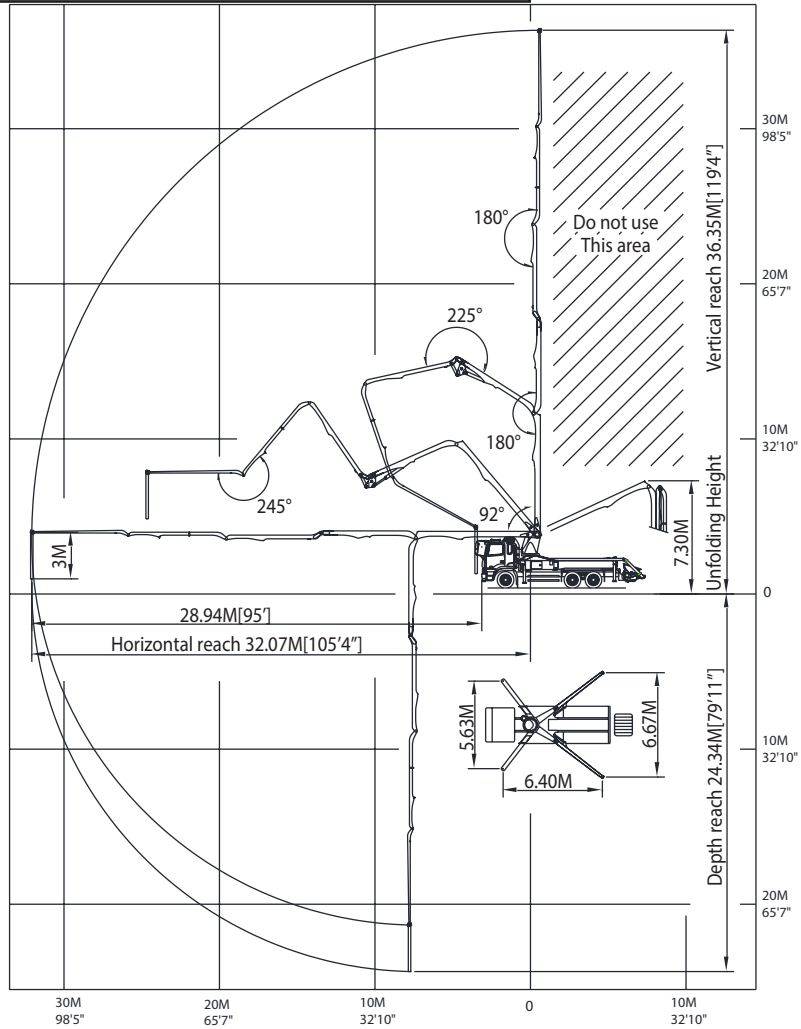 30M
98'5"
180°
Do not use
This area
Vertical reach 36.35M[119'4"]
20M
65'7"
225°
10M
32'10"
180°
245°
92°
Unfolding Height
7.30M
3M
0
28.94M[95']
Horizontal reach 32.07M[105'4"]
5.63M
6.67M
6.40M
10M
32'10"
Depth reach 24.34M[79'11"]
20M
65'7"
30M
98'5"
20M
65'7"
10M
32'10"
0
10M
32'10"